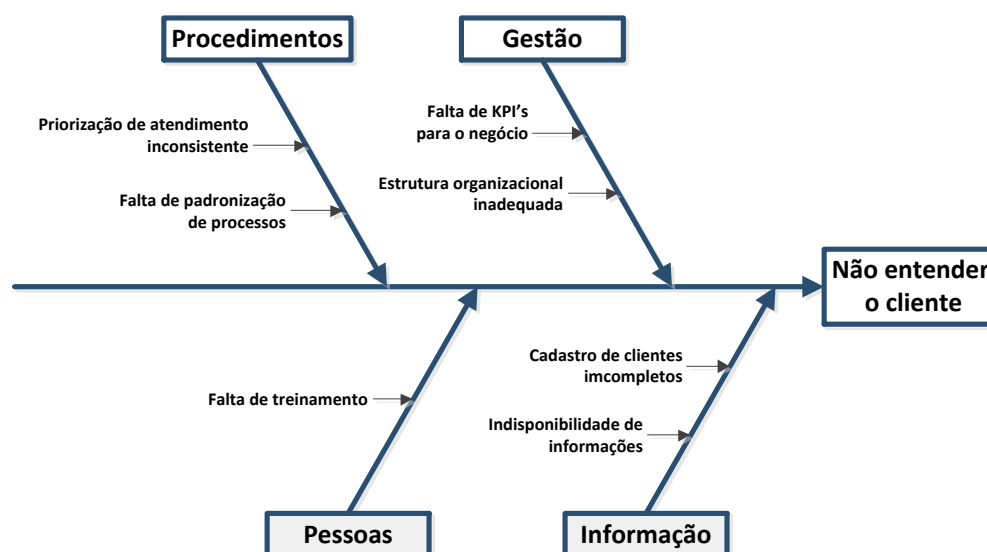 Procedimentos
Gestão
Priorização de atendimento
inconsistente
Falta de padronização
de processos
Falta de KPI’s
para o negócio
Estrutura organizacional
inadequada
Não entender
o cliente
Falta de treinamento
Cadastro de clientes
imcompletos
Indisponibilidade de
informações
Pessoas
Informação